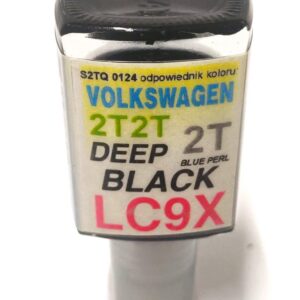 S2TQ 0124 odpowiednik koloru:
VOLKSWAGEN
2T2T 2T
DEEP BLUE PERL
BLACK
LC9X